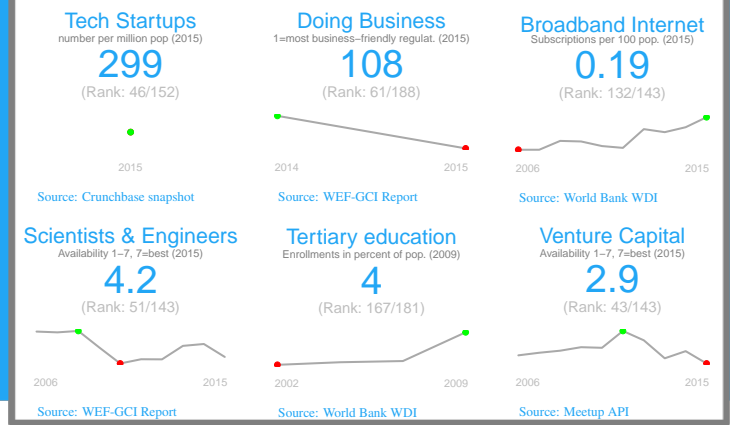 Tech Startups
number per million pop (2015)
299
(Rank: 46/152)
2015
Source: Crunchbase snapshot
Doing Business
1=most business−friendly regulat. (2015)
108
(Rank: 61/188)
2014 2015
Source: WEF-GCI Report
Broadband Internet
Subscriptions per 100 pop. (2015)
0.19
(Rank: 132/143)
2006 2015
Source: World Bank WDI
Scientists & Engineers
Availability 1−7, 7=best (2015)
4.2
(Rank: 51/143)
2006 2015
Source: WEF-GCI Report
Tertiary education
Enrollments in percent of pop. (2009)
4
(Rank: 167/181)
2002 2009
Source: World Bank WDI
Venture Capital
Availability 1−7, 7=best (2015)
2.9
(Rank: 43/143)
2006 2015
Source: Meetup API